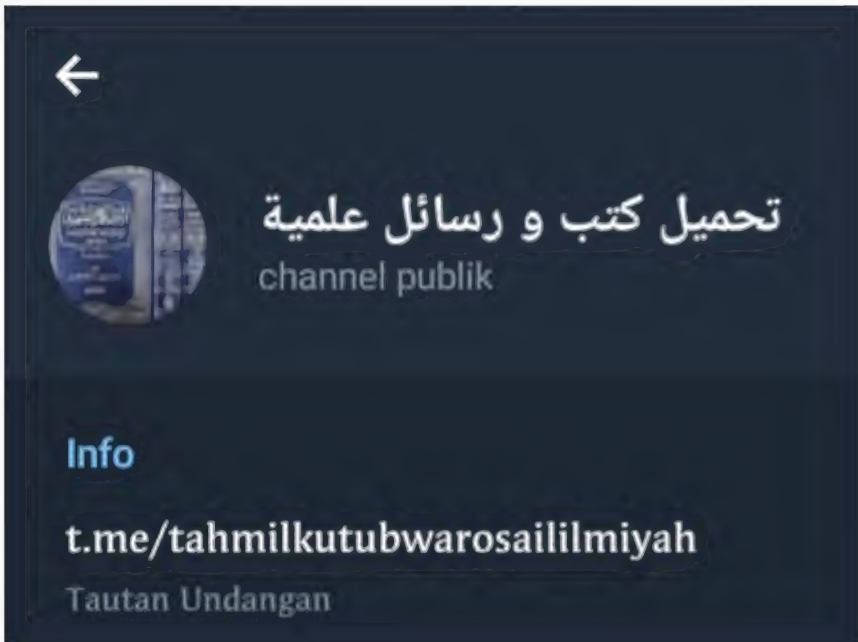 تحميل كتب و رسائل علمية
channel publik
Info
t.me/tahmilkutubwarosaililmiyah
Tautan Undangan